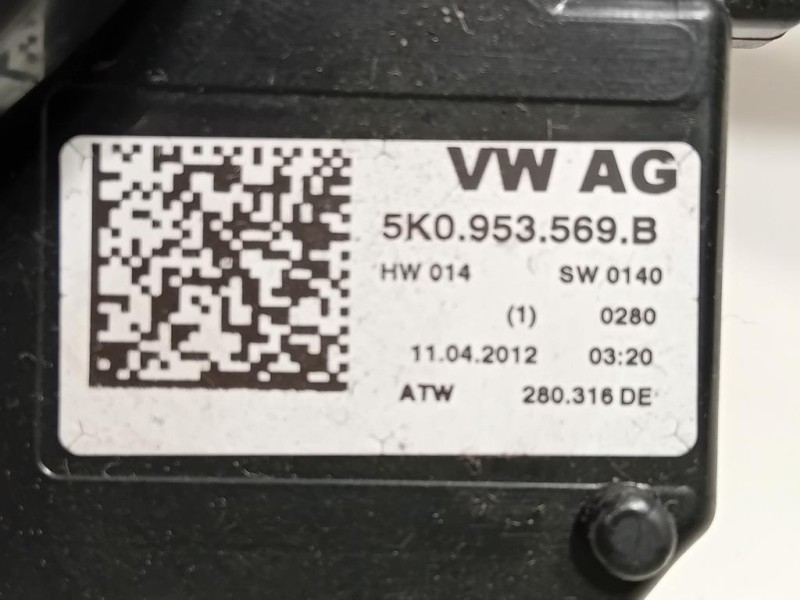 VW AG
5K0.953.569.B
HW 014 SW 0140
(1) 0280
11.04.2012 03:20
ATW 280.316 DE